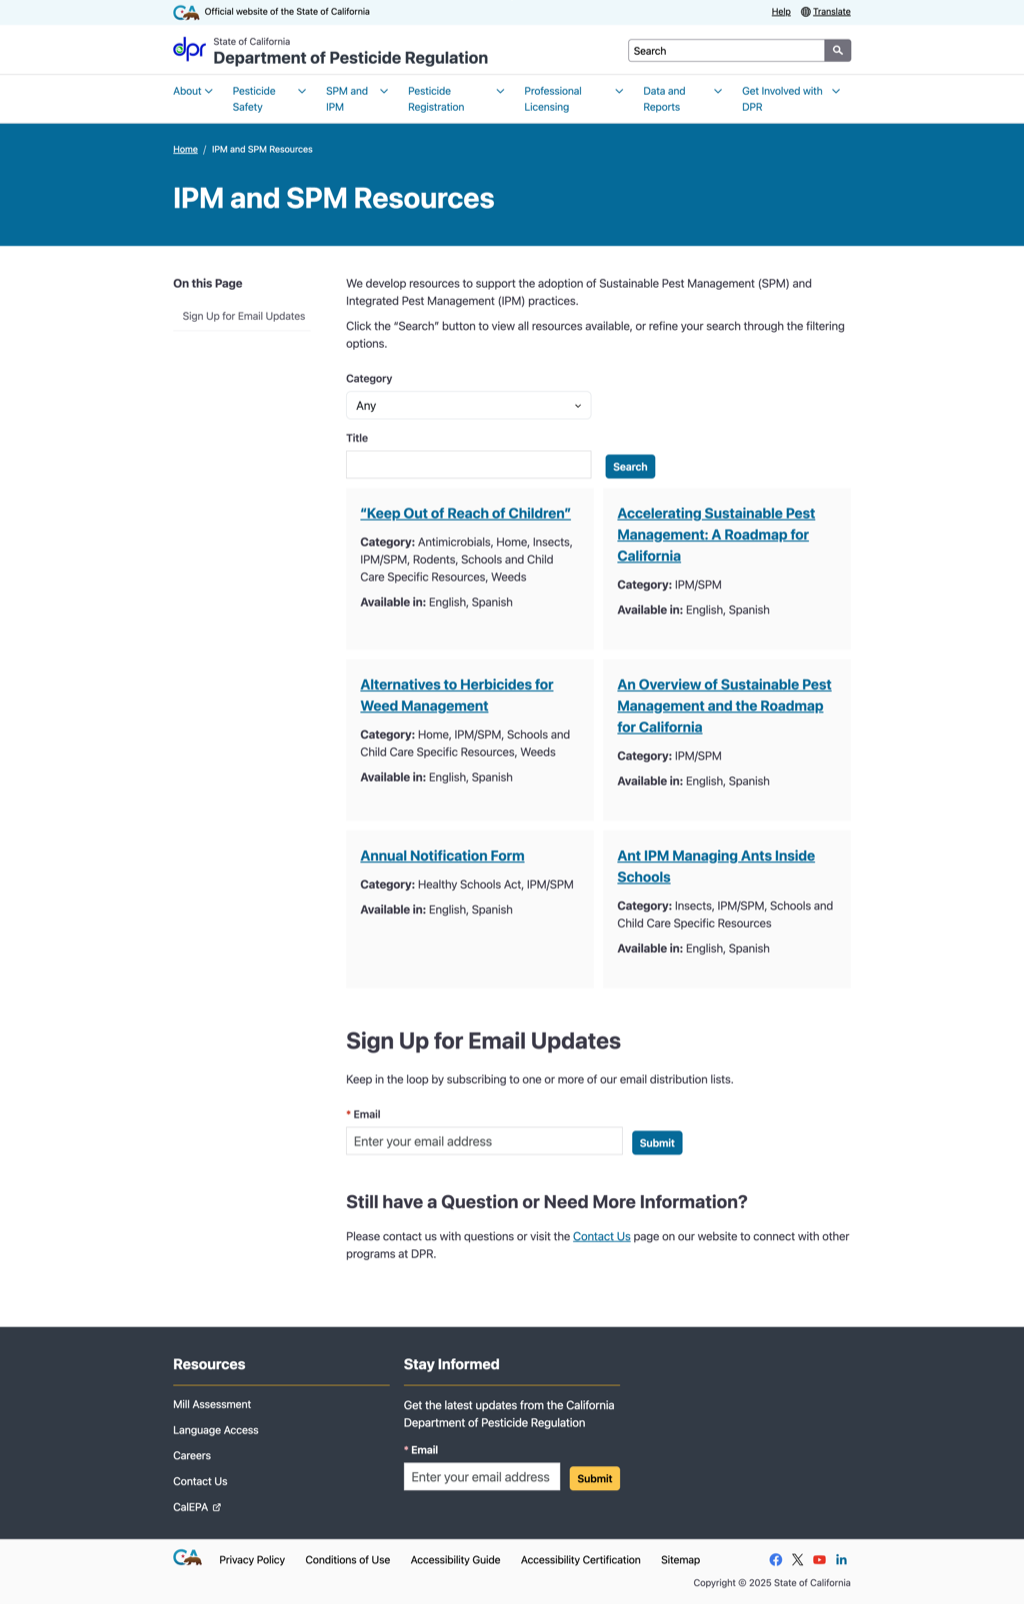 Official website of the State of California
Help
Translate
dpr
State of California
Department of Pesticide Regulation
Search
About
Pesticide
Safety
SPM and
IPM
Pesticide
Registration
Professional
Licensing
Data and
Reports
Get Involved with
DPR
Home / IPM and SPM Resources
IPM and SPM Resources
On this Page
Sign Up for Email Updates
We develop resources to support the adoption of Sustainable Pest Management (SPM) and
Integrated Pest Management (IPM) practices.
Click the “Search” button to view all resources available, or refine your search through the filtering
options.
Category
Any
Title
Search
“Keep Out of Reach of Children”
Category: Antimicrobials, Home, Insects,
IPM/SPM, Rodents, Schools and Child
Care Specific Resources, Weeds
Available in: English, Spanish
Accelerating Sustainable Pest
Management: A Roadmap for
California
Category: IPM/SPM
Available in: English, Spanish
Alternatives to Herbicides for
Weed Management
Category: Home, IPM/SPM, Schools and
Child Care Specific Resources, Weeds
Available in: English, Spanish
An Overview of Sustainable Pest
Management and the Roadmap
for California
Category: IPM/SPM
Available in: English, Spanish
Annual Notification Form
Category: Healthy Schools Act, IPM/SPM
Available in: English, Spanish
Ant IPM Managing Ants Inside
Schools
Category: Insects, IPM/SPM, Schools and
Child Care Specific Resources
Available in: English, Spanish
Sign Up for Email Updates
Keep in the loop by subscribing to one or more of our email distribution lists.
* Email
Enter your email address
Submit
Still have a Question or Need More Information?
Please contact us with questions or visit the Contact Us page on our website to connect with other
programs at DPR.
Resources
Mill Assessment
Language Access
Careers
Contact Us
CalEPA
Stay Informed
Get the latest updates from the California
Department of Pesticide Regulation
* Email
Enter your email address
Submit
Privacy Policy
Conditions of Use
Accessibility Guide
Accessibility Certification
Sitemap
Copyright © 2025 State of California